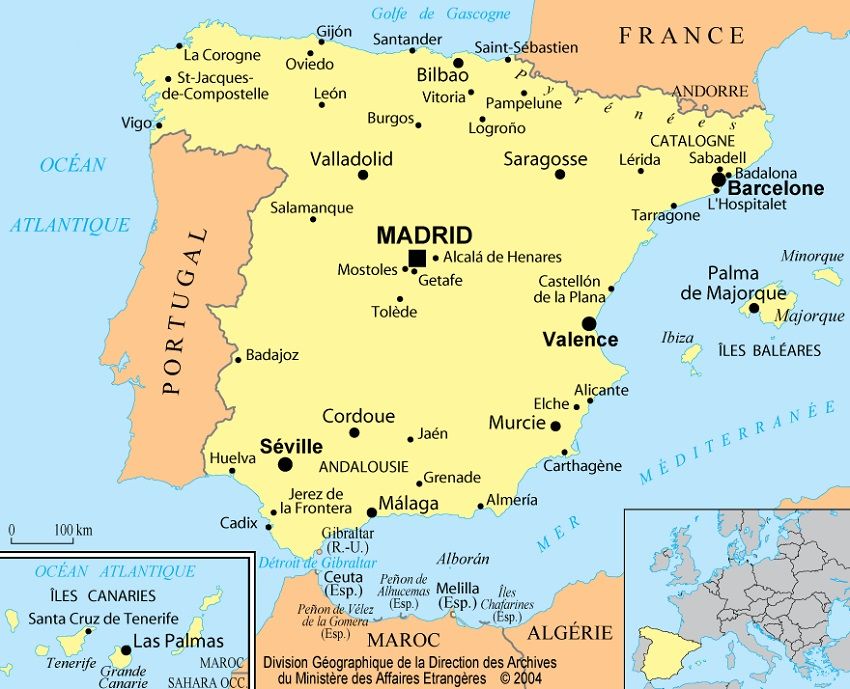 Golfe de Gascogne
FRANCE
Gijón
La Corogne
Oviedo
Santander
Saint-Sébastien
Bilbao
St-Jacques-
de-Compostelle
León
Vitoria
Pampelune
Pyrénées
ANDORRE
Vigo
Burgos
Logroño
CATALOGNE
OCÉAN
ATLANTIQUE
Valladolid
Saragosse
Lérida
Sabadell
Badalona
Barcelone
L'Hospitalet
Salamanque
Tarragone
MADRID
Alcalá de Henares
Mostoles
Getafe
Tolède
Castellón
de la Plana
Palma
de Majorque
Minorque
Majorque
Ibiza
ÎLES BALÉARES
PORTUGAL
Valence
Badajoz
Alicante
Elche
Murcie
Cordoue
Jaén
Séville
Huelva
ANDALOUSIE
Carthagène
MER MÉDITERRANÉE
Grenade
Jerez de
la Frontera
Málaga
Almería
Cadix
0 100 km
Gibraltar
(R.-U.)
Détroit de Gibraltar
Alborán
Ceuta
(Esp.)
Peñon de
Alhucemas
(Esp.)
Melilla
(Esp.)
Îles
Chafarines
(Esp.)
Peñon de Vélez
de la Gomera
(Esp.)
MAROC
ALGÉRIE
OCÉAN ATLANTIQUE
ÎLES CANARIES
Santa Cruz de Tenerife
Las Palmas
Tenerife
Grande
Canarie
MAROC
SAHARA OCC.
Division Géographique de la Direction des Archives
du Ministère des Affaires Etrangères © 2004